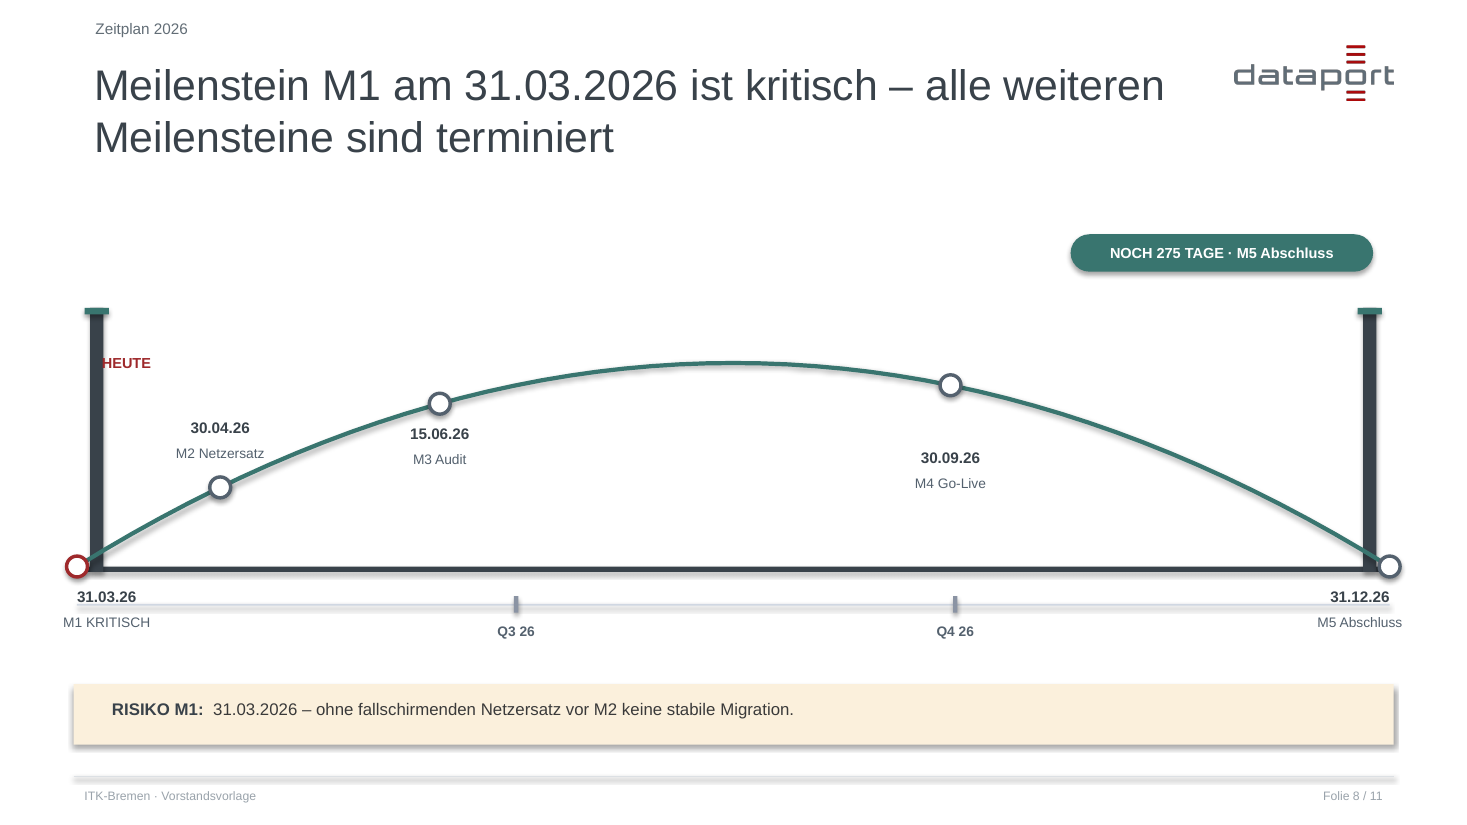 Zeitplan 2026
Meilenstein M1 am 31.03.2026 ist kritisch – alle weiteren
Meilensteine sind terminiert
dataport
NOCH 275 TAGE · M5 Abschluss
HEUTE
30.04.26
M2 Netzersatz
15.06.26
M3 Audit
30.09.26
M4 Go-Live
31.03.26
M1 KRITISCH
Q3 26
Q4 26
31.12.26
M5 Abschluss
RISIKO M1: 31.03.2026 – ohne fallschirmenden Netzersatz vor M2 keine stabile Migration.
ITK-Bremen · Vorstandsvorlage
Folie 8 / 11